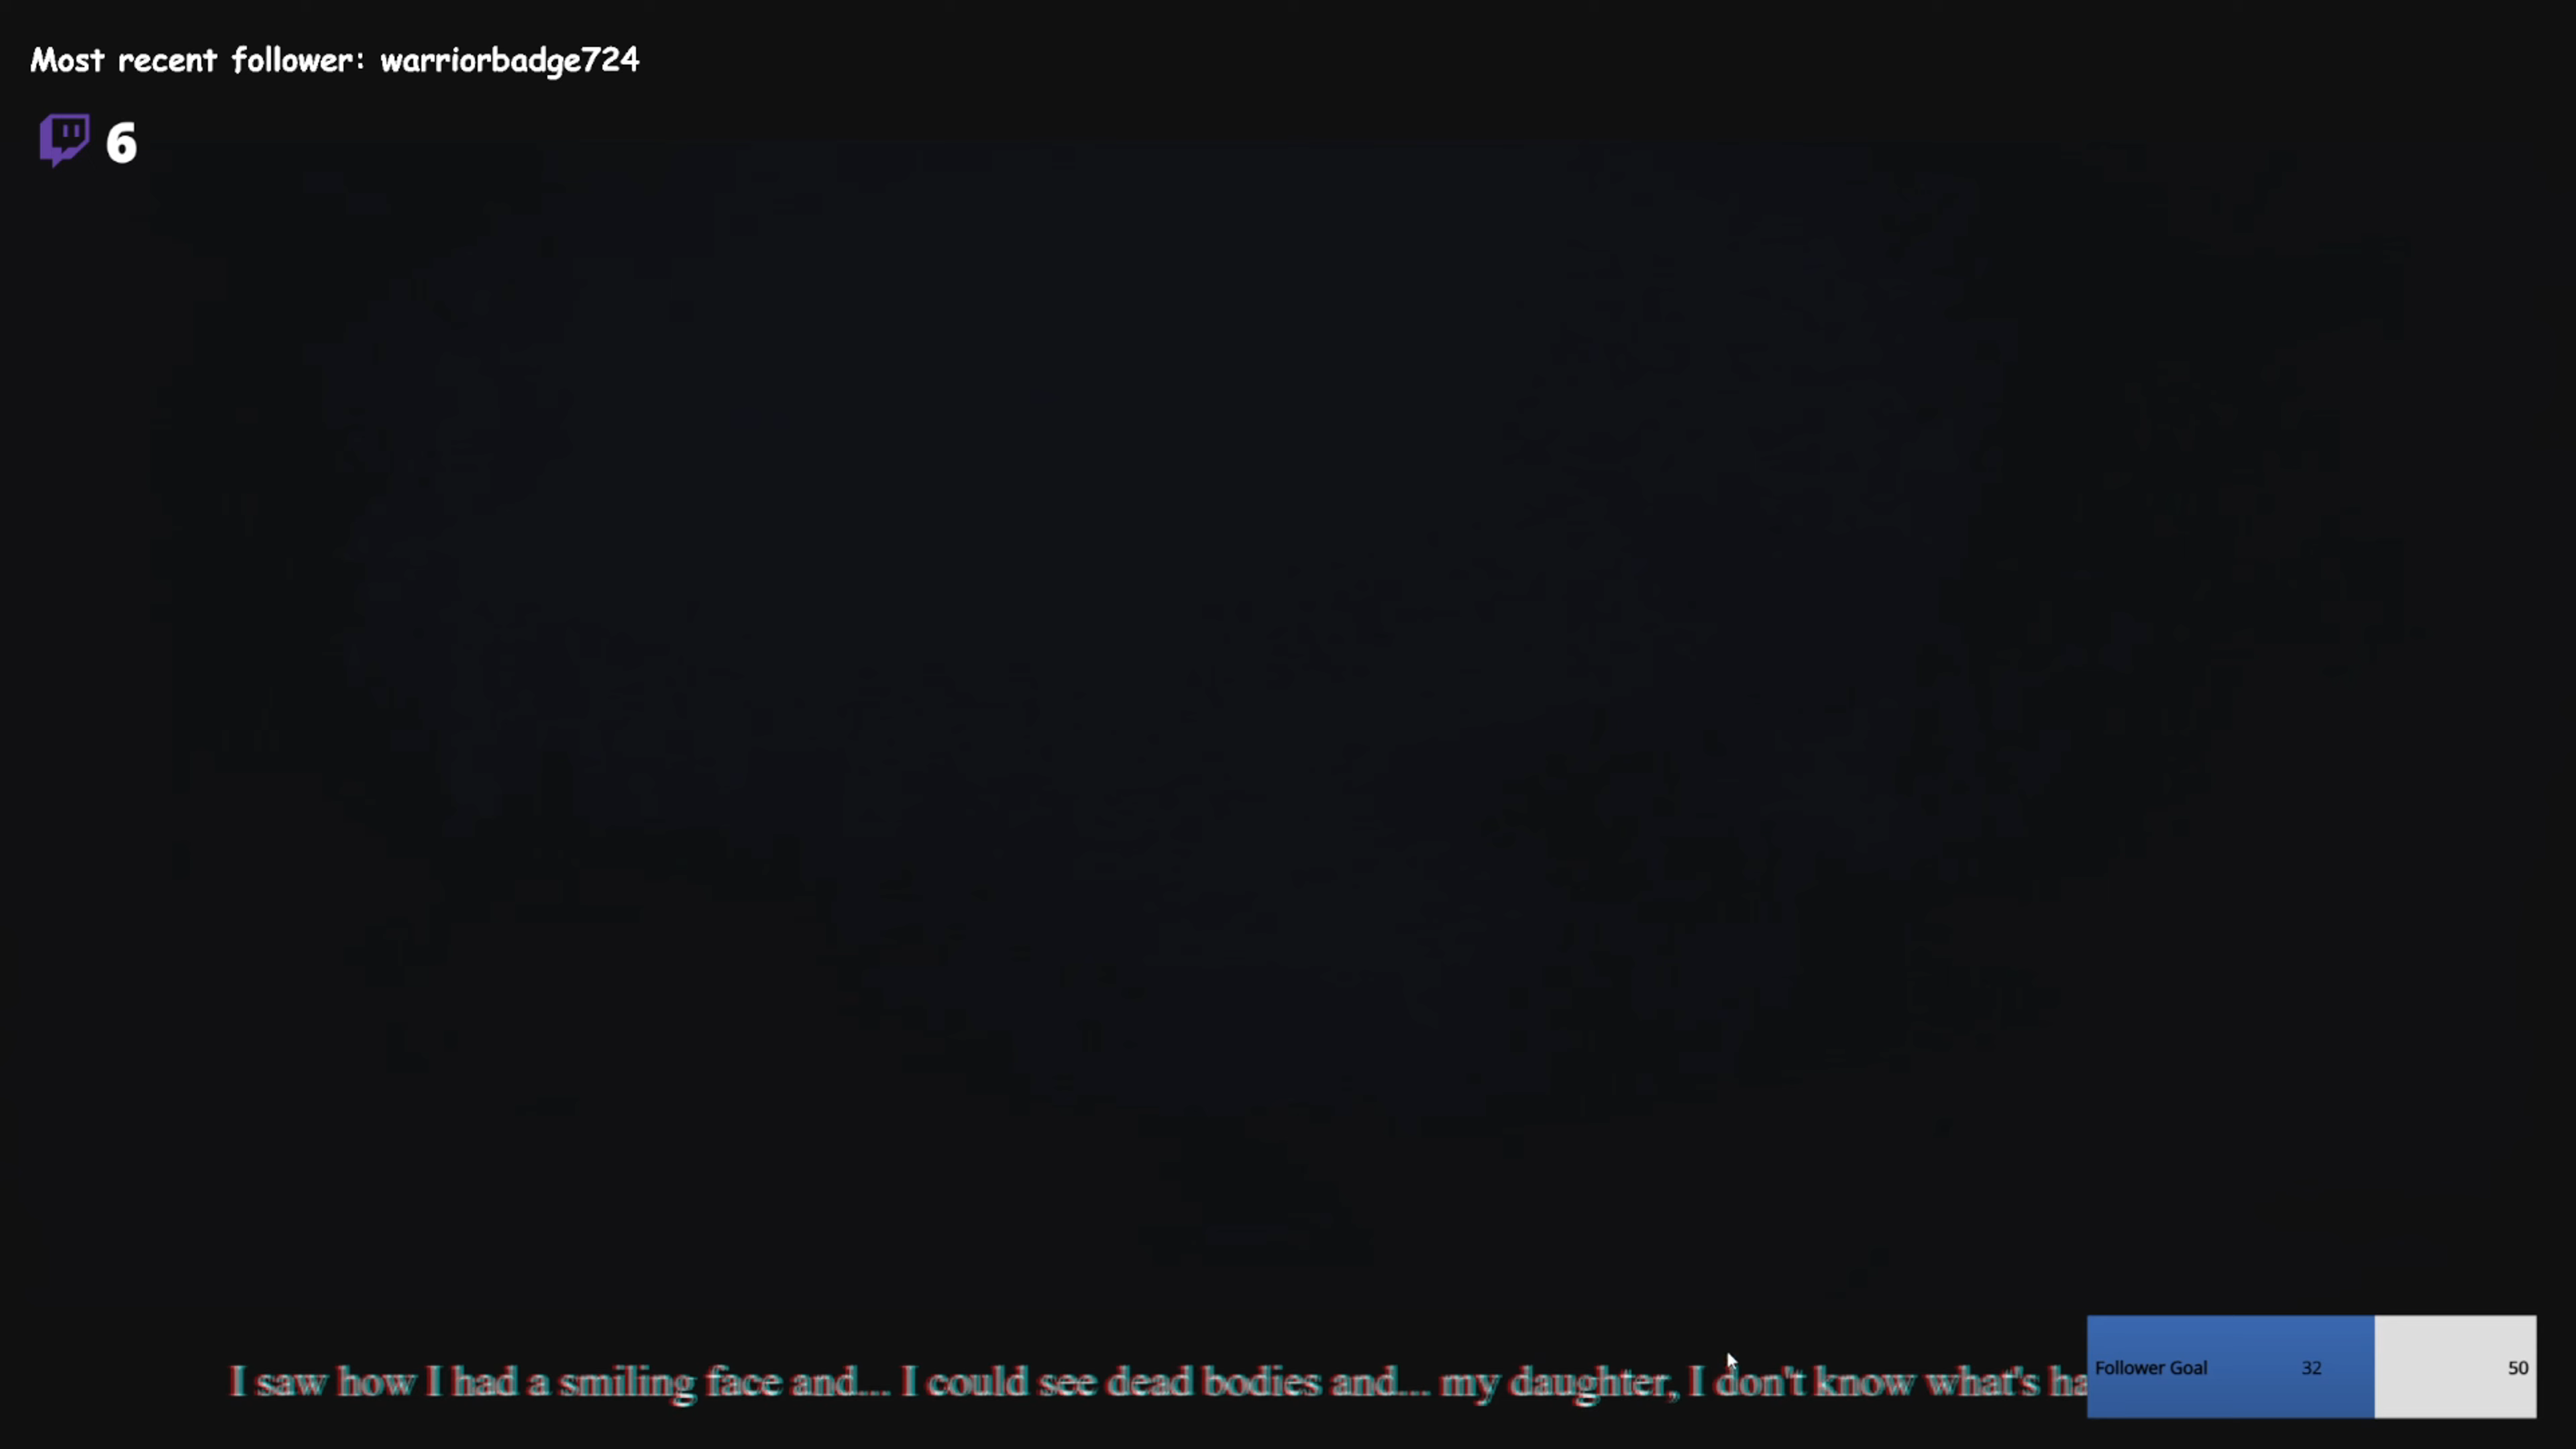 Most recent follower: warriorbadge724
6
I saw how I had a smiling face and... I could see dead bodies and... my daughter, I don't know what's
Follower Goal 32 50